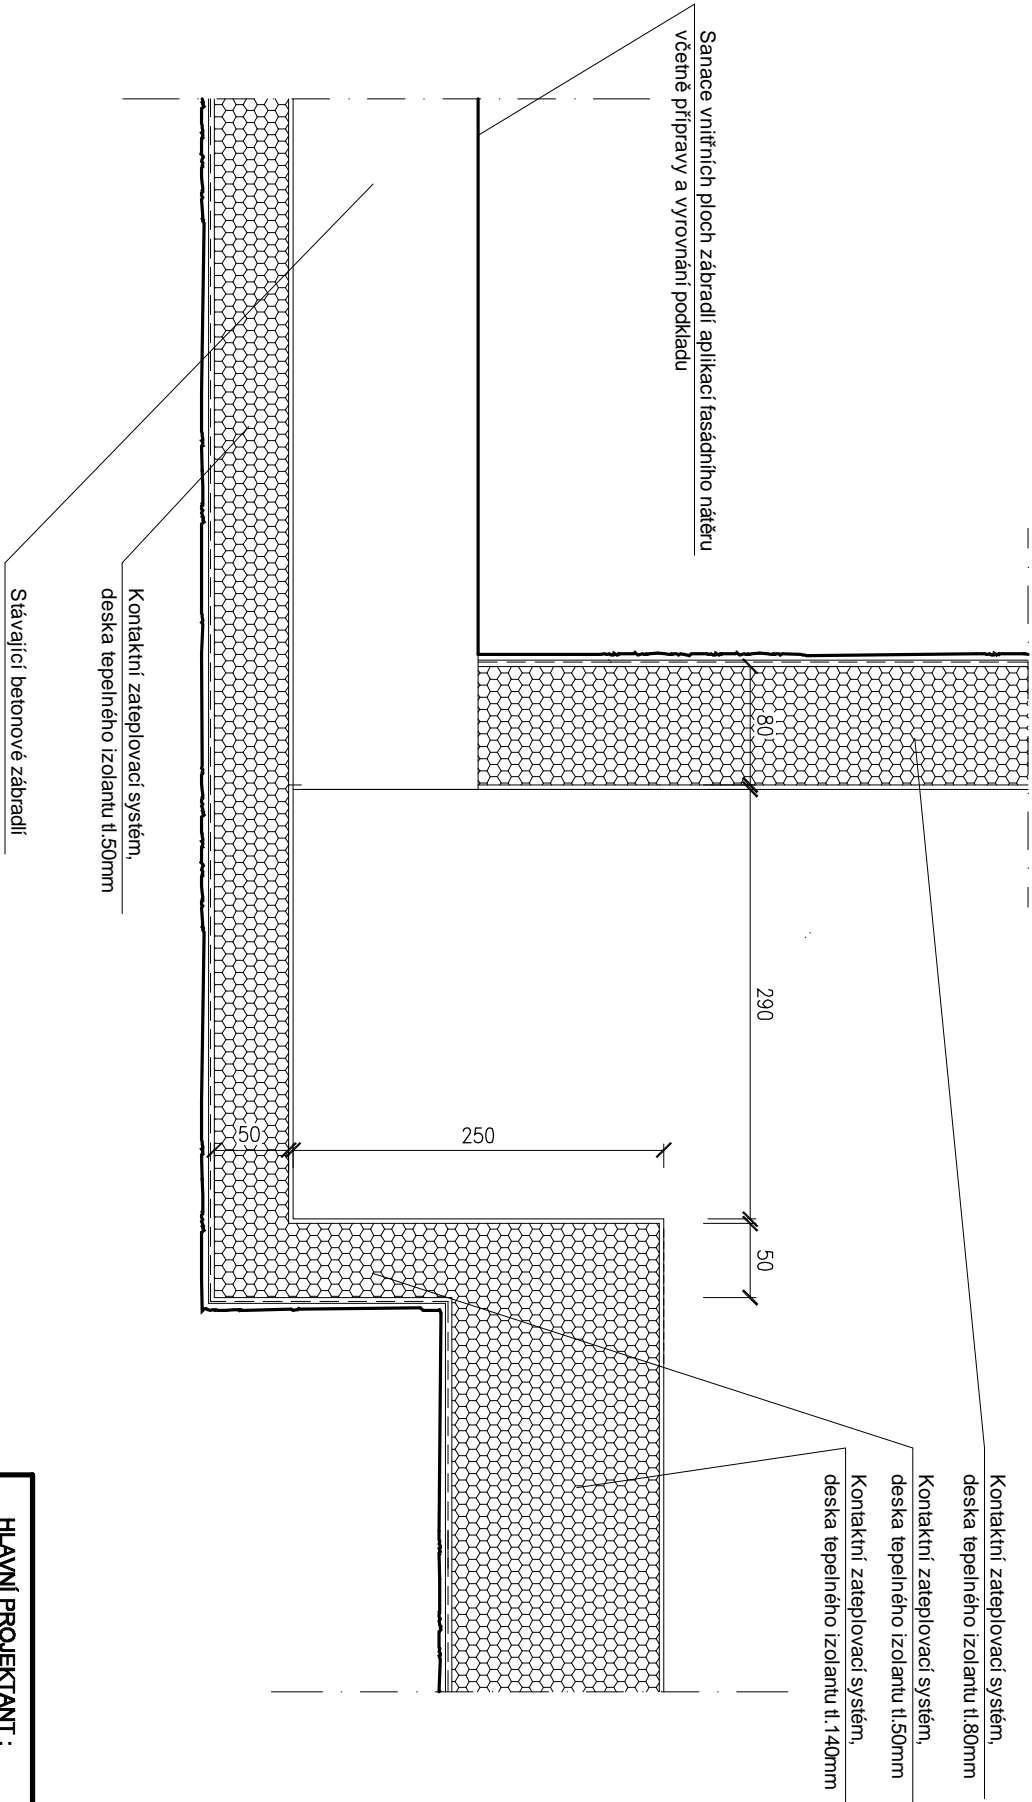 Sanace vnitřních ploch zábradlí aplikací fasádního nátěru
včetně přípravy a vyrovnání podkladu
Kontaktní zateplovací systém,
deska tepelného izolantu tl.80mm
Kontaktní zateplovací systém,
deska tepelného izolantu tl.50mm
Kontaktní zateplovací systém,
deska tepelného izolantu tl.140mm
80
290
50
250
50
Kontaktní zateplovací systém,
deska tepelného izolantu tl.50mm
Stávající betonové zábradlí
HLAVNÍ PROJEKTANT :